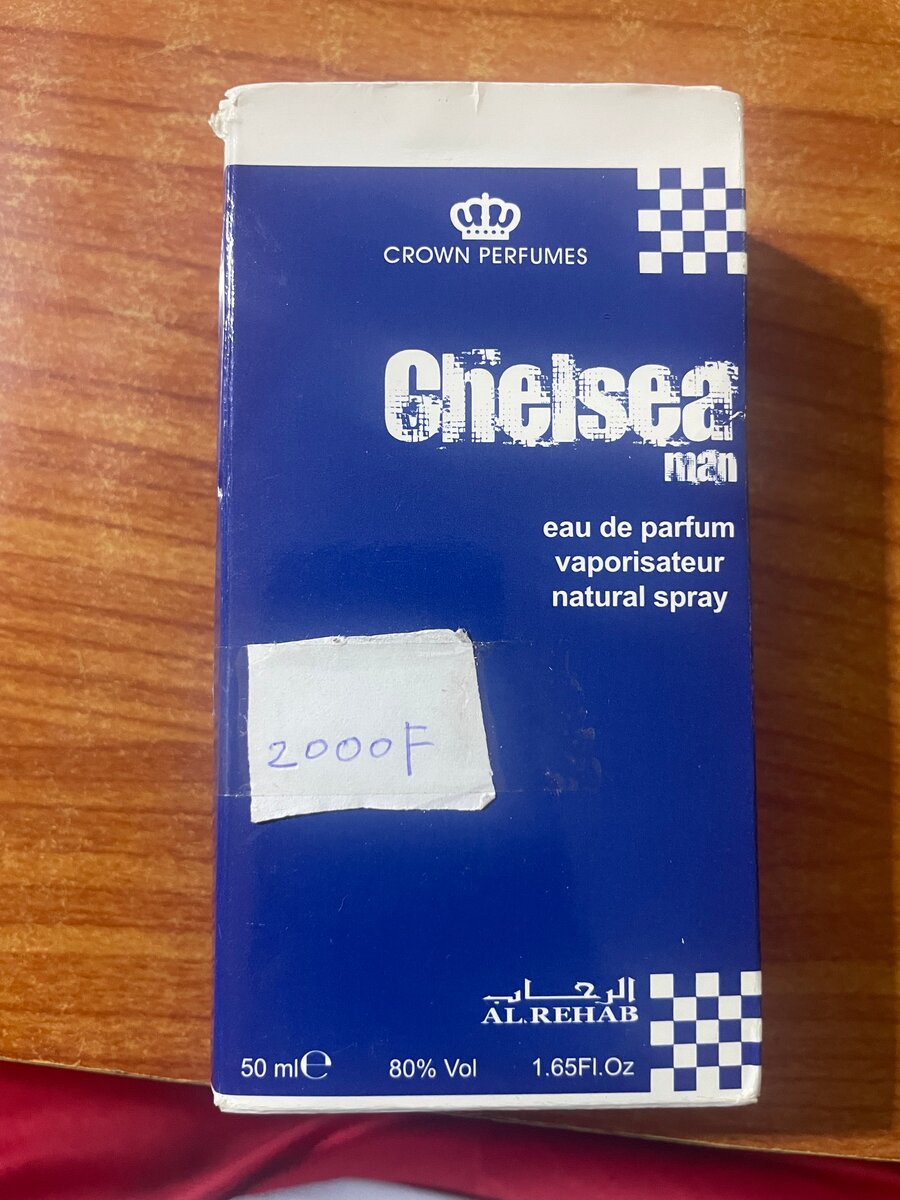 CROWN PERFUMES
Chelsea
man
eau de parfum
vaporisateur
natural spray
2000F
الرحاب
AL.REHAB
50 ml℮ 80% Vol 1.65Fl.Oz